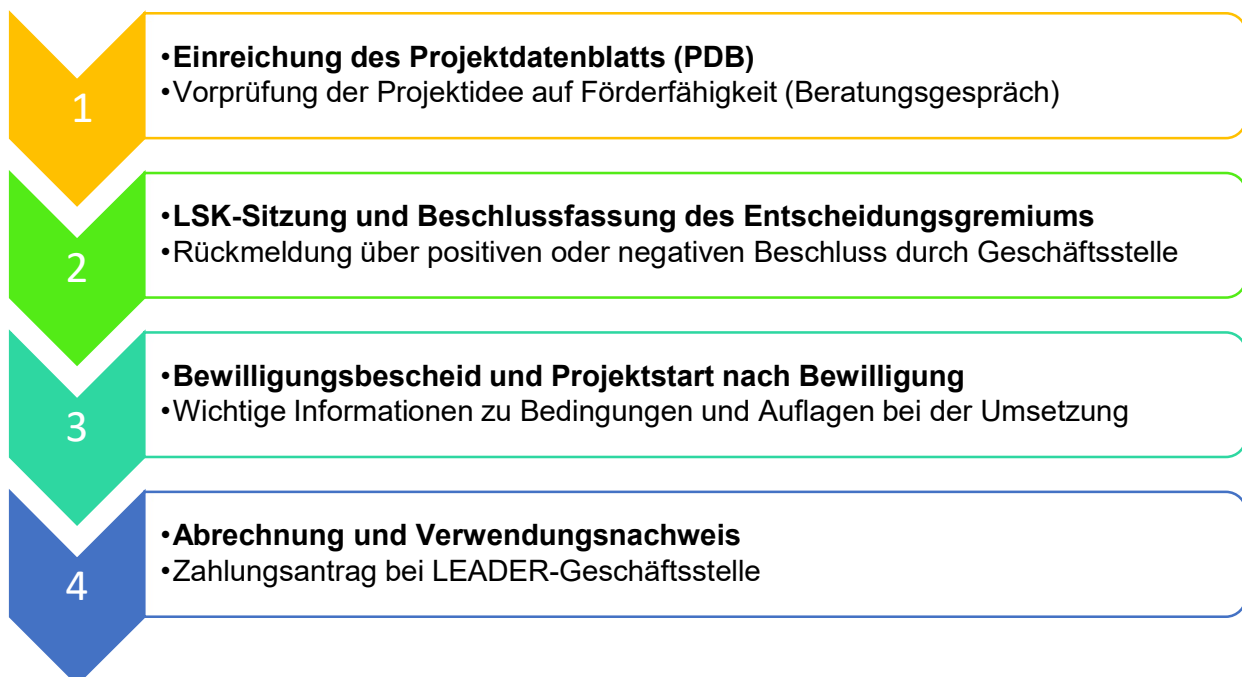 1
•Einreichung des Projektdatenblatts (PDB)
•Vorprüfung der Projektidee auf Förderfähigkeit (Beratungsgespräch)
2
•LSK-Sitzung und Beschlussfassung des Entscheidungsgremiums
•Rückmeldung über positiven oder negativen Beschluss durch Geschäftsstelle
3
•Bewilligungsbescheid und Projektstart nach Bewilligung
•Wichtige Informationen zu Bedingungen und Auflagen bei der Umsetzung
4
•Abrechnung und Verwendungsnachweis
•Zahlungsantrag bei LEADER-Geschäftsstelle